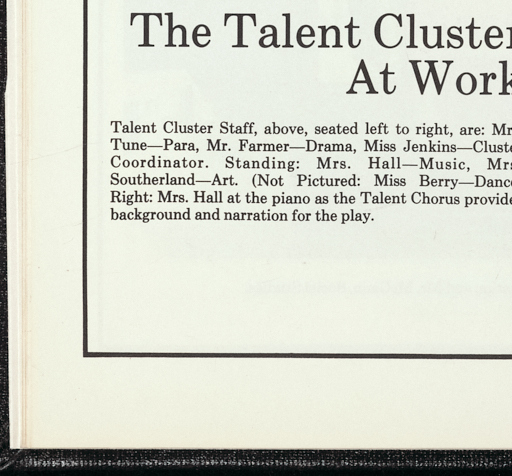 The Talent Cluster
At Work
Talent Cluster Staff, above, seated left to right, are: Mr.
Tune—Para, Mr. Farmer—Drama, Miss Jenkins—Cluste
Coordinator. Standing: Mrs. Hall—Music, Mrs
Southerland—Art. (Not Pictured: Miss Berry—Dance
Right: Mrs. Hall at the piano as the Talent Chorus provide
background and narration for the play.